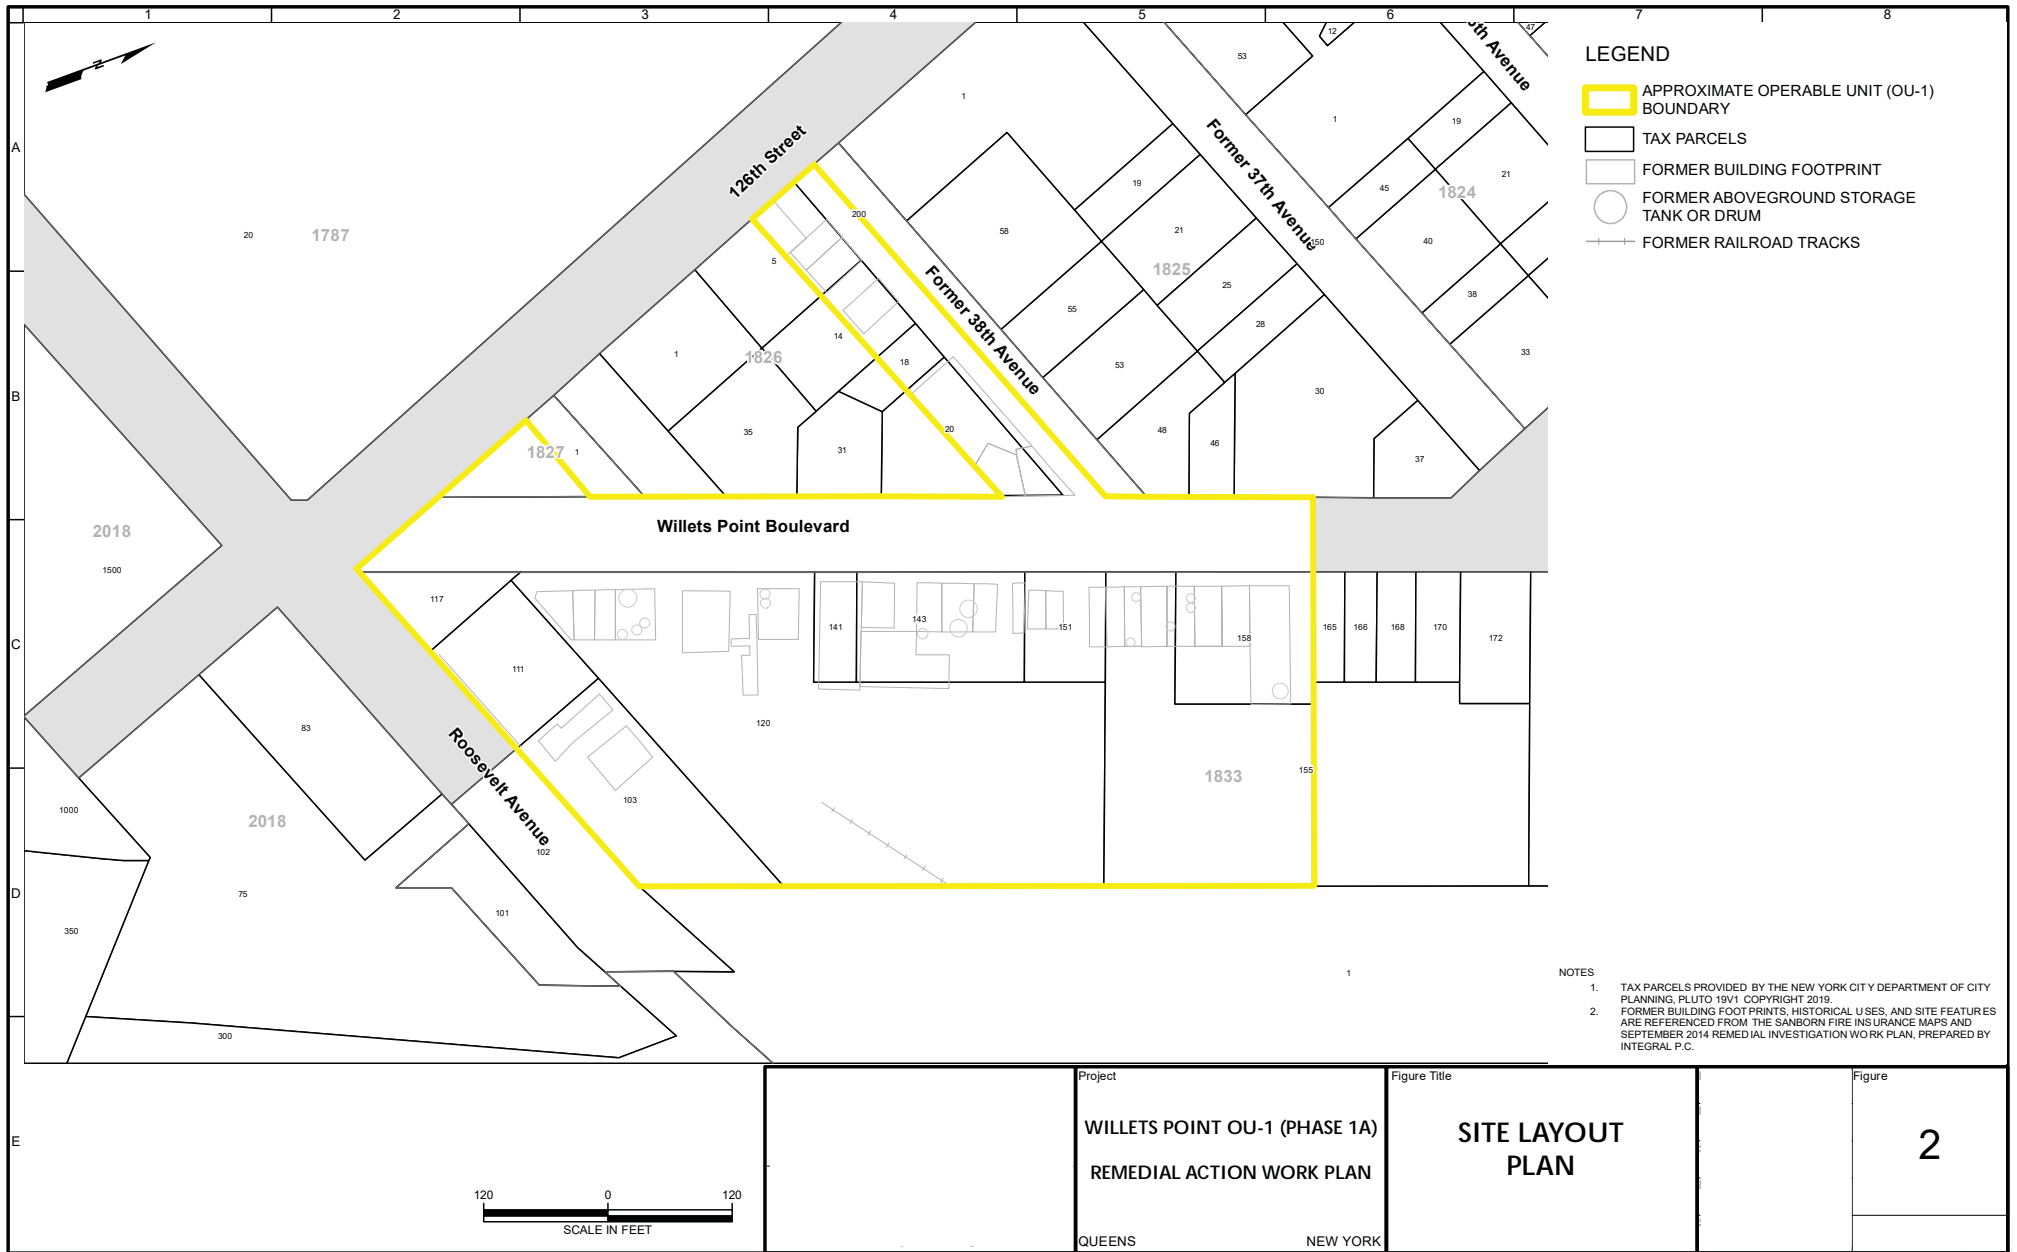 1 2 3 4 5 6 7 8
A
B
C
D
E
N
20
1787
126th Street
200
5
1
1826
14
18
35
31
20
1827
1
Former 38th Avenue
1
58
55
53
19
21
1825
25
28
30
48
46
37
Former 37th Avenue
150
53
12
1
47
19
45
1824
21
40
38
33
6th Avenue
2018
1500
Willets Point Boulevard
117
111
141
143
151
158
165
166
168
170
172
120
103
155
1833
83
Roosevelt Avenue
102
101
1000
2018
75
350
300
1
LEGEND
APPROXIMATE OPERABLE UNIT (OU-1)
BOUNDARY
TAX PARCELS
FORMER BUILDING FOOTPRINT
FORMER ABOVEGROUND STORAGE
TANK OR DRUM
FORMER RAILROAD TRACKS
NOTES
1. TAX PARCELS PROVIDED BY THE NEW YORK CITY DEPARTMENT OF CITY
PLANNING, PLUTO 19V1 COPYRIGHT 2019.
2. FORMER BUILDING FOOTPRINTS, HISTORICAL USES, AND SITE FEATURES
ARE REFERENCED FROM THE SANBORN FIRE INSURANCE MAPS AND
SEPTEMBER 2014 REMEDIAL INVESTIGATION WORK PLAN, PREPARED BY
INTEGRAL P.C.
120 0 120
SCALE IN FEET
Project
WILLETS POINT OU-1 (PHASE 1A)
REMEDIAL ACTION WORK PLAN
QUEENS NEW YORK
Figure Title
SITE LAYOUT
PLAN
Figure
2